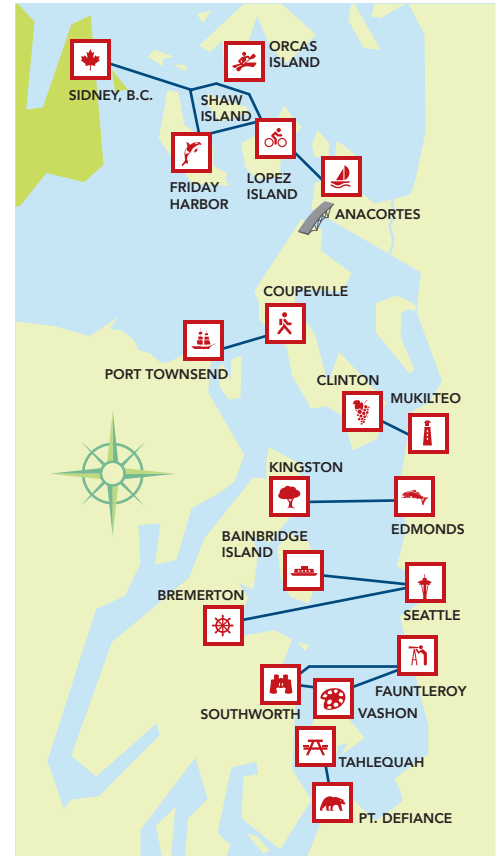 ORCAS
ISLAND
SIDNEY, B.C.
SHAW
ISLAND
FRIDAY
HARBOR
LOPEZ
ISLAND
ANACORTES
COUPEVILLE
PORT TOWNSEND
CLINTON
MUKILTEO
KINGSTON
EDMONDS
BAINBRIDGE
ISLAND
BREMERTON
SEATTLE
FAUNTLEROY
SOUTHWORTH
VASHON
TAHLEQUAH
PT. DEFIANCE